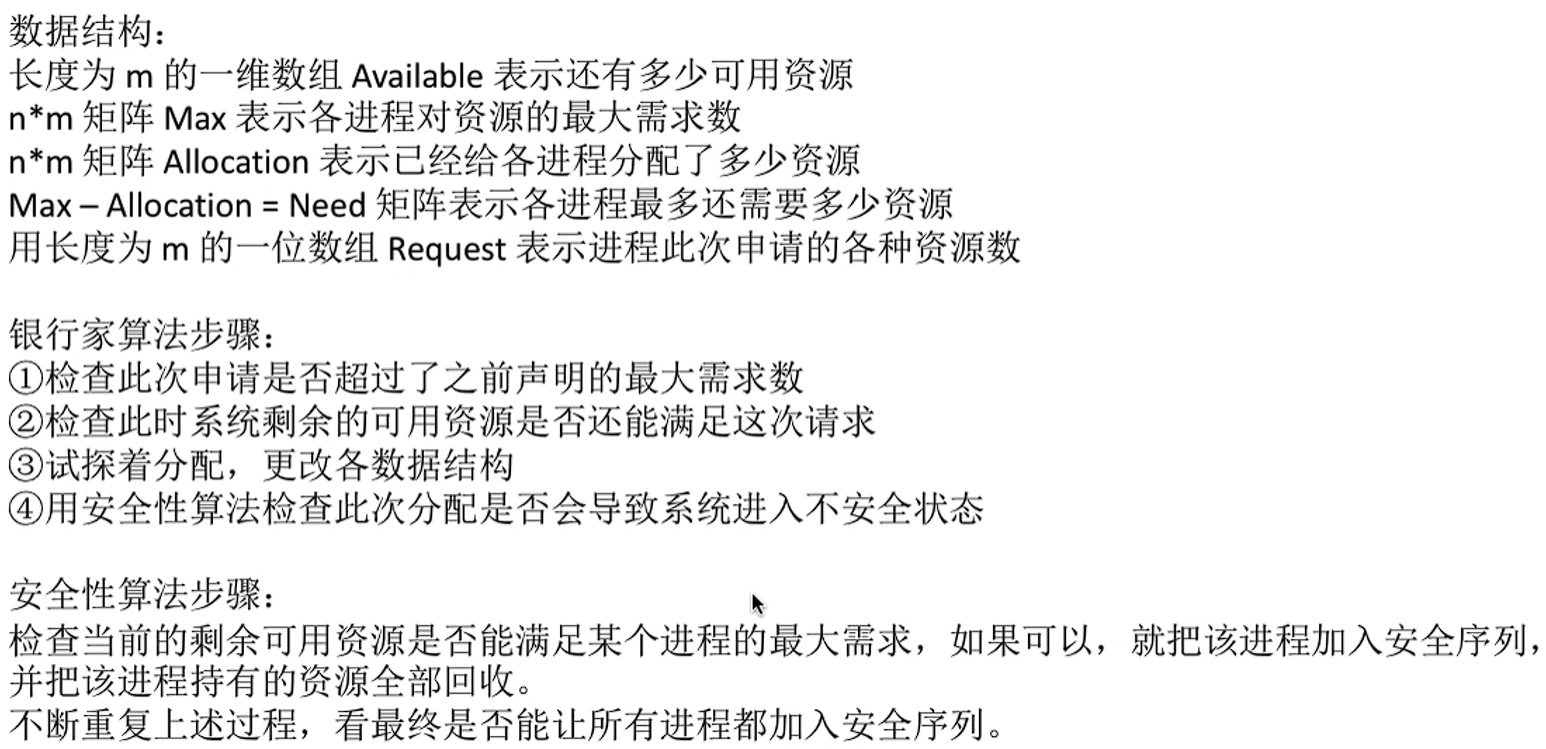 数据结构：
长度为 m 的一维数组 Available 表示还有多少可用资源
n*m 矩阵 Max 表示各进程对资源的最大需求数
n*m 矩阵 Allocation 表示已经给各进程分配了多少资源
Max – Allocation = Need 矩阵表示各进程最多还需要多少资源
用长度为 m 的一位数组 Request 表示进程此次申请的各种资源数
银行家算法步骤：
①检查此次申请是否超过了之前声明的最大需求数
②检查此时系统剩余的可用资源是否还能满足这次请求
③试探着分配，更改各数据结构
④用安全性算法检查此次分配是否会导致系统进入不安全状态
安全性算法步骤：
检查当前的剩余可用资源是否能满足某个进程的最大需求，如果可以，就把该进程加入安全序列，
并把该进程持有的资源全部回收。
不断重复上述过程，看最终是否能让所有进程都加入安全序列。